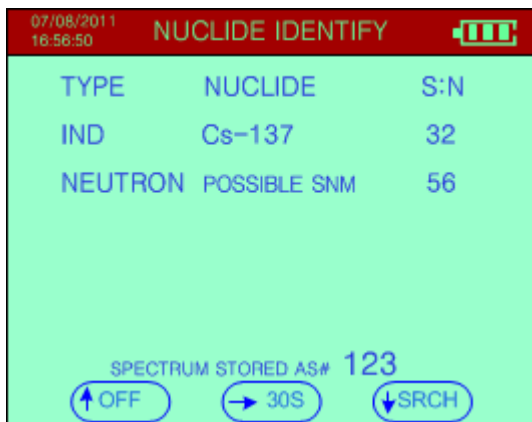 07/08/2011
16:56:50
NUCLIDE IDENTIFY
TYPE NUCLIDE S:N
IND Cs-137 32
NEUTRON POSSIBLE SNM 56
SPECTRUM STORED AS# 123
↑ OFF → 30S ↓ SRCH